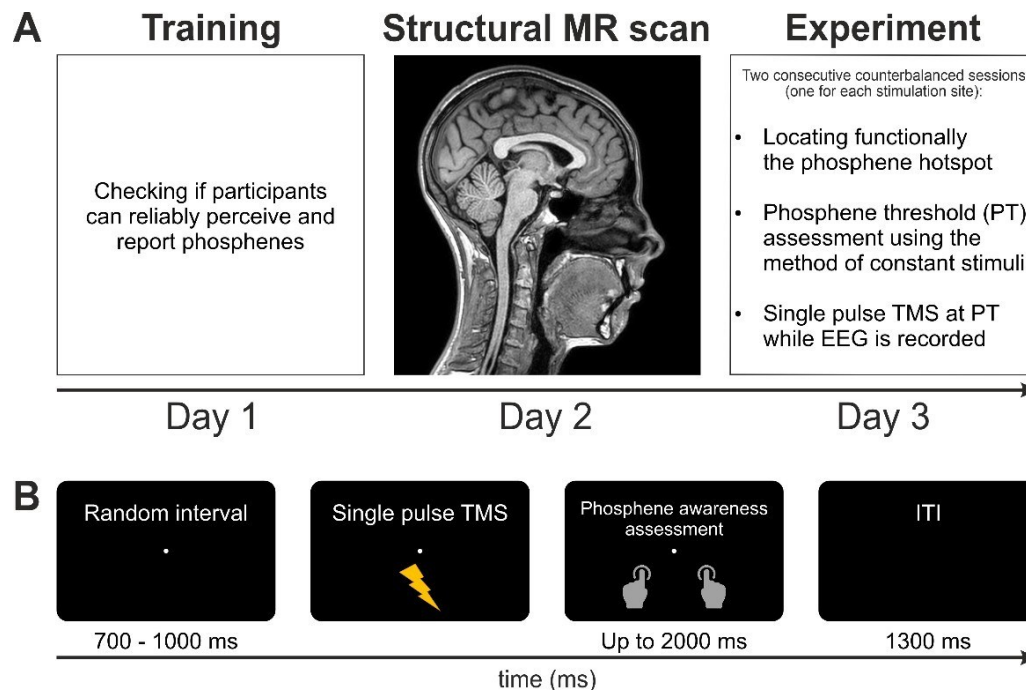 A
Training
Structural MR scan
Experiment
Checking if participants
can reliably perceive and
report phosphenes
Two consecutive counterbalanced sessions
(one for each stimulation site):
• Locating functionally
the phosphene hotspot
• Phosphene threshold (PT)
assessment using the
method of constant stimuli
• Single pulse TMS at PT
while EEG is recorded
Day 1
Day 2
Day 3
B
Random interval
Single pulse TMS
Phosphene awareness
assessment
ITI
700 - 1000 ms
Up to 2000 ms
1300 ms
time (ms)